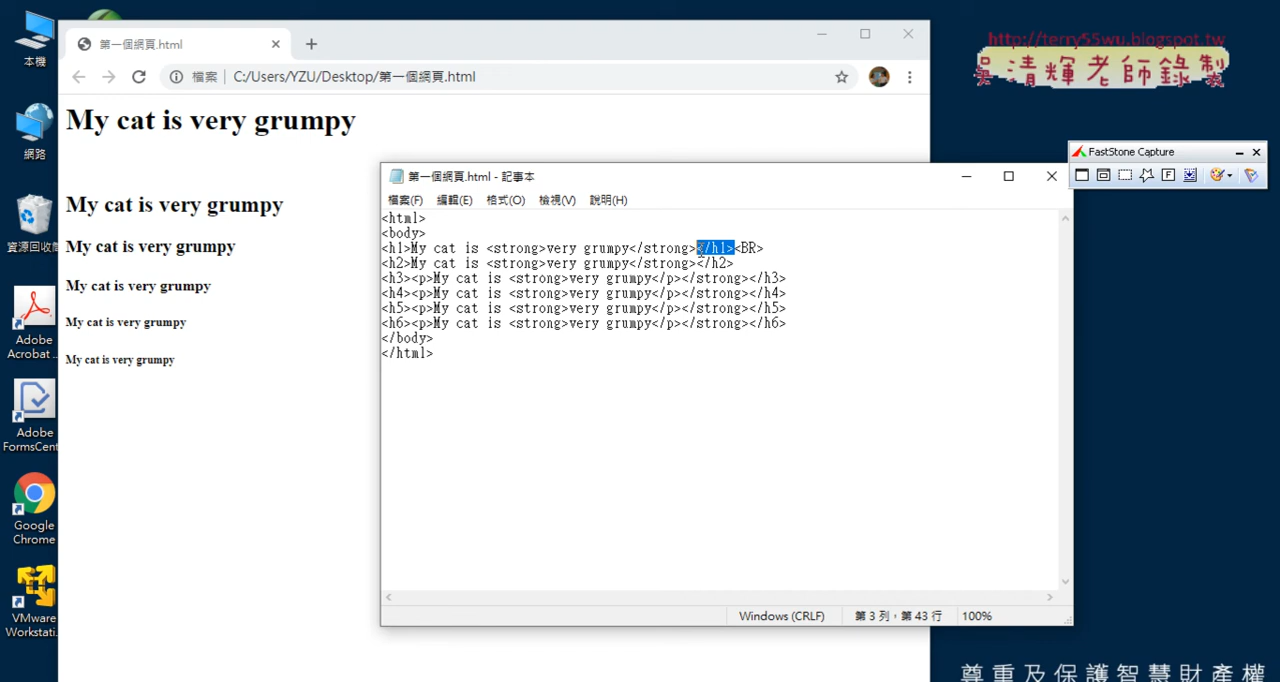 本機
網路
資源回收筒
Adobe
Acrobat ...
Adobe
FormsCent
Google
Chrome
VMware
Workstati...
第一個網頁.html
檔案
C:/Users/YZU/Desktop/第一個網頁.html
My cat is very grumpy
My cat is very grumpy
My cat is very grumpy
My cat is very grumpy
My cat is very grumpy
My cat is very grumpy
第一個網頁.html - 記事本
檔案(F) 編輯(E) 格式(O) 檢視(V) 說明(H)
<html>
<body>
<h1>My cat is <strong>very grumpy</strong></h1><BR>
<h2>My cat is <strong>very grumpy</strong></h2>
<h3><p>My cat is <strong>very grumpy</p></strong></h3>
<h4><p>My cat is <strong>very grumpy</p></strong></h4>
<h5><p>My cat is <strong>very grumpy</p></strong></h5>
<h6><p>My cat is <strong>very grumpy</p></strong></h6>
</body>
</html>
Windows (CRLF) 第 3 列，第 43 行 100%
http://terry55wu.blogspot.tw
吳清輝老師錄製
FastStone Capture
尊重及保護智慧財產權